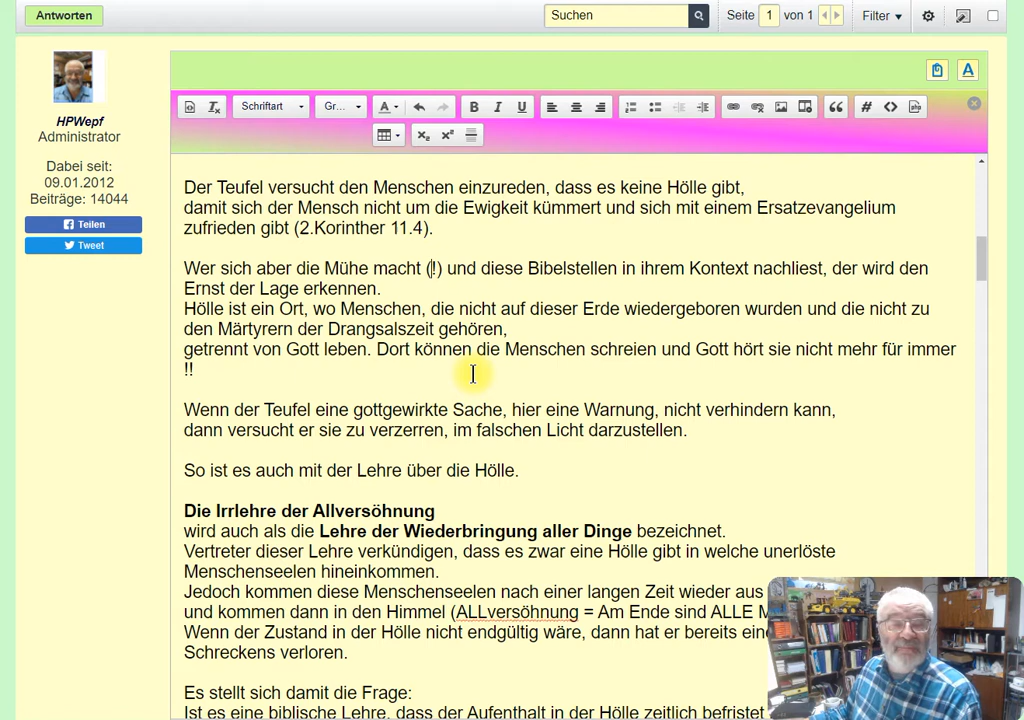 Antworten
Suchen
Seite 1 von 1
Filter
HPWepf
Administrator
Dabei seit:
09.01.2012
Beiträge: 14044
Teilen
Tweet
A
Schriftart
Gr...
A
B I U
#
Der Teufel versucht den Menschen einzureden, dass es keine Hölle gibt,
damit sich der Mensch nicht um die Ewigkeit kümmert und sich mit einem Ersatzevangelium
zufrieden gibt (2.Korinther 11.4).
Wer sich aber die Mühe macht (!) und diese Bibelstellen in ihrem Kontext nachliest, der wird den
Ernst der Lage erkennen.
Hölle ist ein Ort, wo Menschen, die nicht auf dieser Erde wiedergeboren wurden und die nicht zu
den Märtyrern der Drangsalszeit gehören,
getrennt von Gott leben. Dort können die Menschen schreien und Gott hört sie nicht mehr für immer
!!
Wenn der Teufel eine gottgewirkte Sache, hier eine Warnung, nicht verhindern kann,
dann versucht er sie zu verzerren, im falschen Licht darzustellen.
So ist es auch mit der Lehre über die Hölle.
Die Irrlehre der Allversöhnung
wird auch als die Lehre der Wiederbringung aller Dinge bezeichnet.
Vertreter dieser Lehre verkündigen, dass es zwar eine Hölle gibt in welche unerlöste
Menschenseelen hineinkommen.
Jedoch kommen diese Menschenseelen nach einer langen Zeit wieder aus
und kommen dann in den Himmel (ALLversöhnung = Am Ende sind ALLE
Wenn der Zustand in der Hölle nicht endgültig wäre, dann hat er bereits
Schreckens verloren.
Es stellt sich damit die Frage:
Ist es eine biblische Lehre, dass der Aufenthalt in der Hölle zeitlich befristet